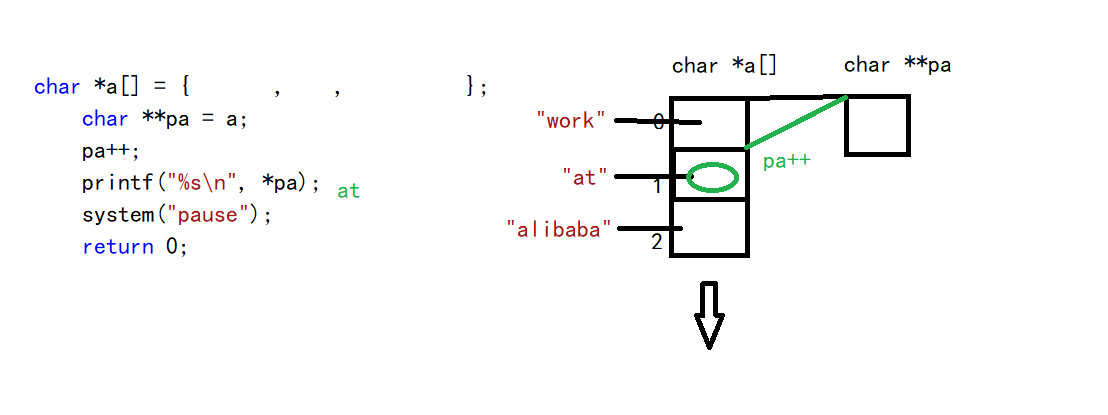 char *a[] = {      ,    ,         };
char **pa = a;
pa++;
printf("%s\n", *pa);
at
system("pause");
return 0;
char *a[]
char **pa
"work"
0
pa++
"at"
1
"alibaba"
2